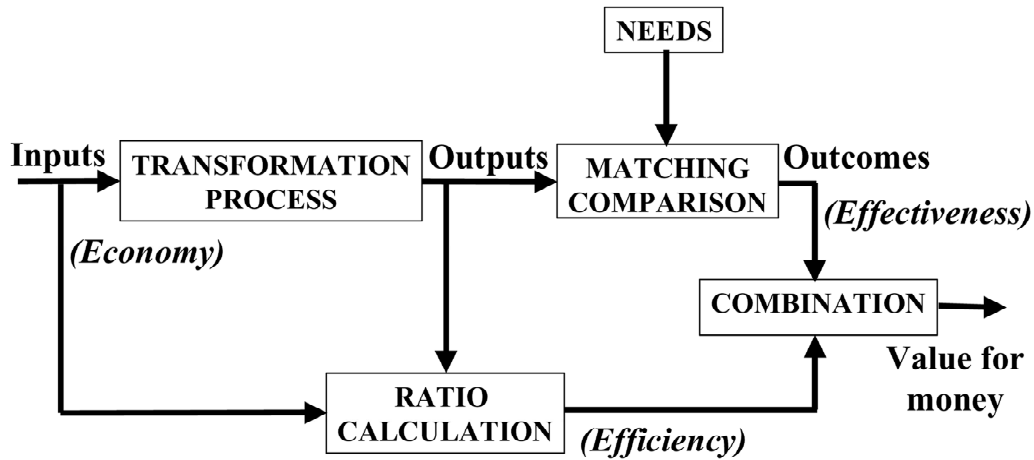 NEEDS
Inputs
TRANSFORMATION
PROCESS
Outputs
MATCHING
COMPARISON
Outcomes
(Effectiveness)
(Economy)
COMBINATION
Value for
money
RATIO
CALCULATION
(Efficiency)